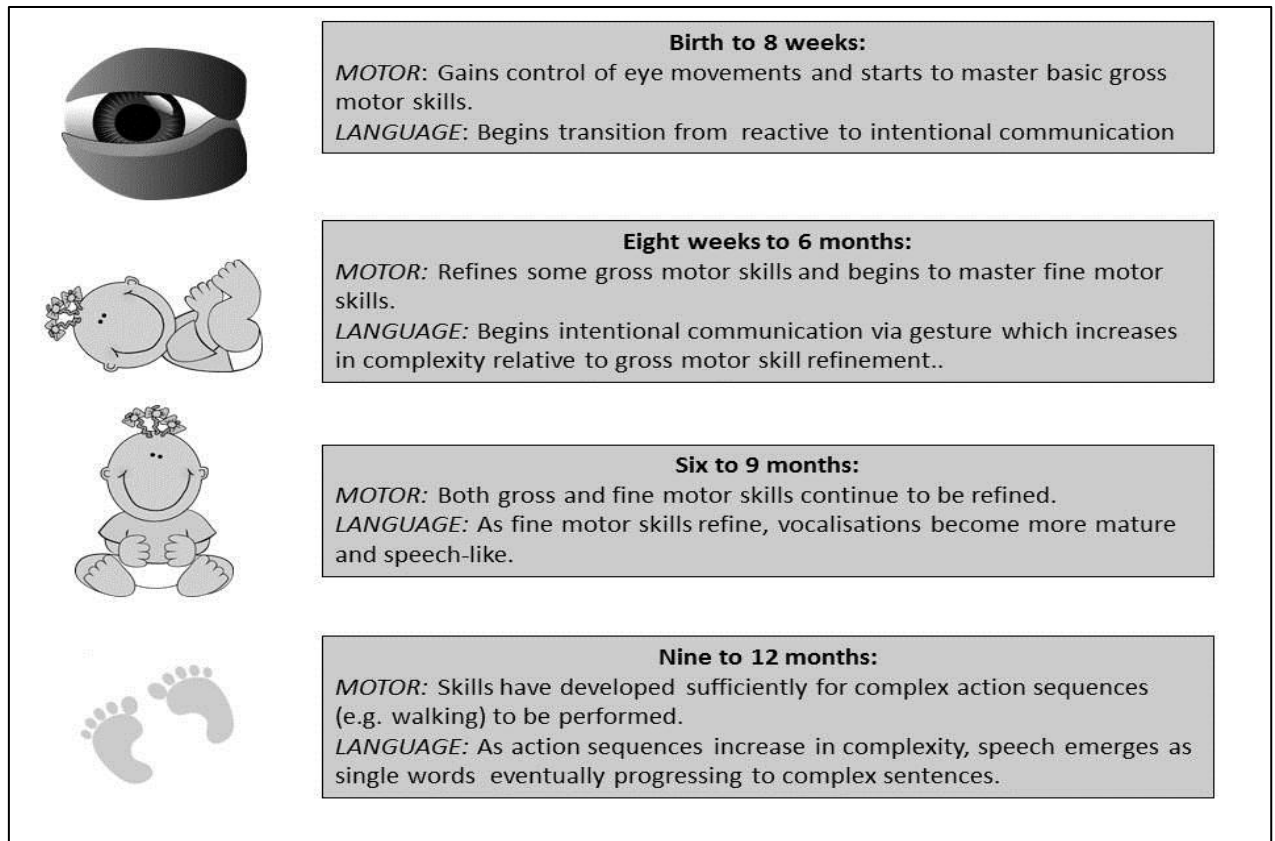 Birth to 8 weeks:
MOTOR: Gains control of eye movements and starts to master basic gross
motor skills.
LANGUAGE: Begins transition from reactive to intentional communication
Eight weeks to 6 months:
MOTOR: Refines some gross motor skills and begins to master fine motor
skills.
LANGUAGE: Begins intentional communication via gesture which increases
in complexity relative to gross motor skill refinement..
Six to 9 months:
MOTOR: Both gross and fine motor skills continue to be refined.
LANGUAGE: As fine motor skills refine, vocalisations become more mature
and speech-like.
Nine to 12 months:
MOTOR: Skills have developed sufficiently for complex action sequences
(e.g. walking) to be performed.
LANGUAGE: As action sequences increase in complexity, speech emerges as
single words eventually progressing to complex sentences.